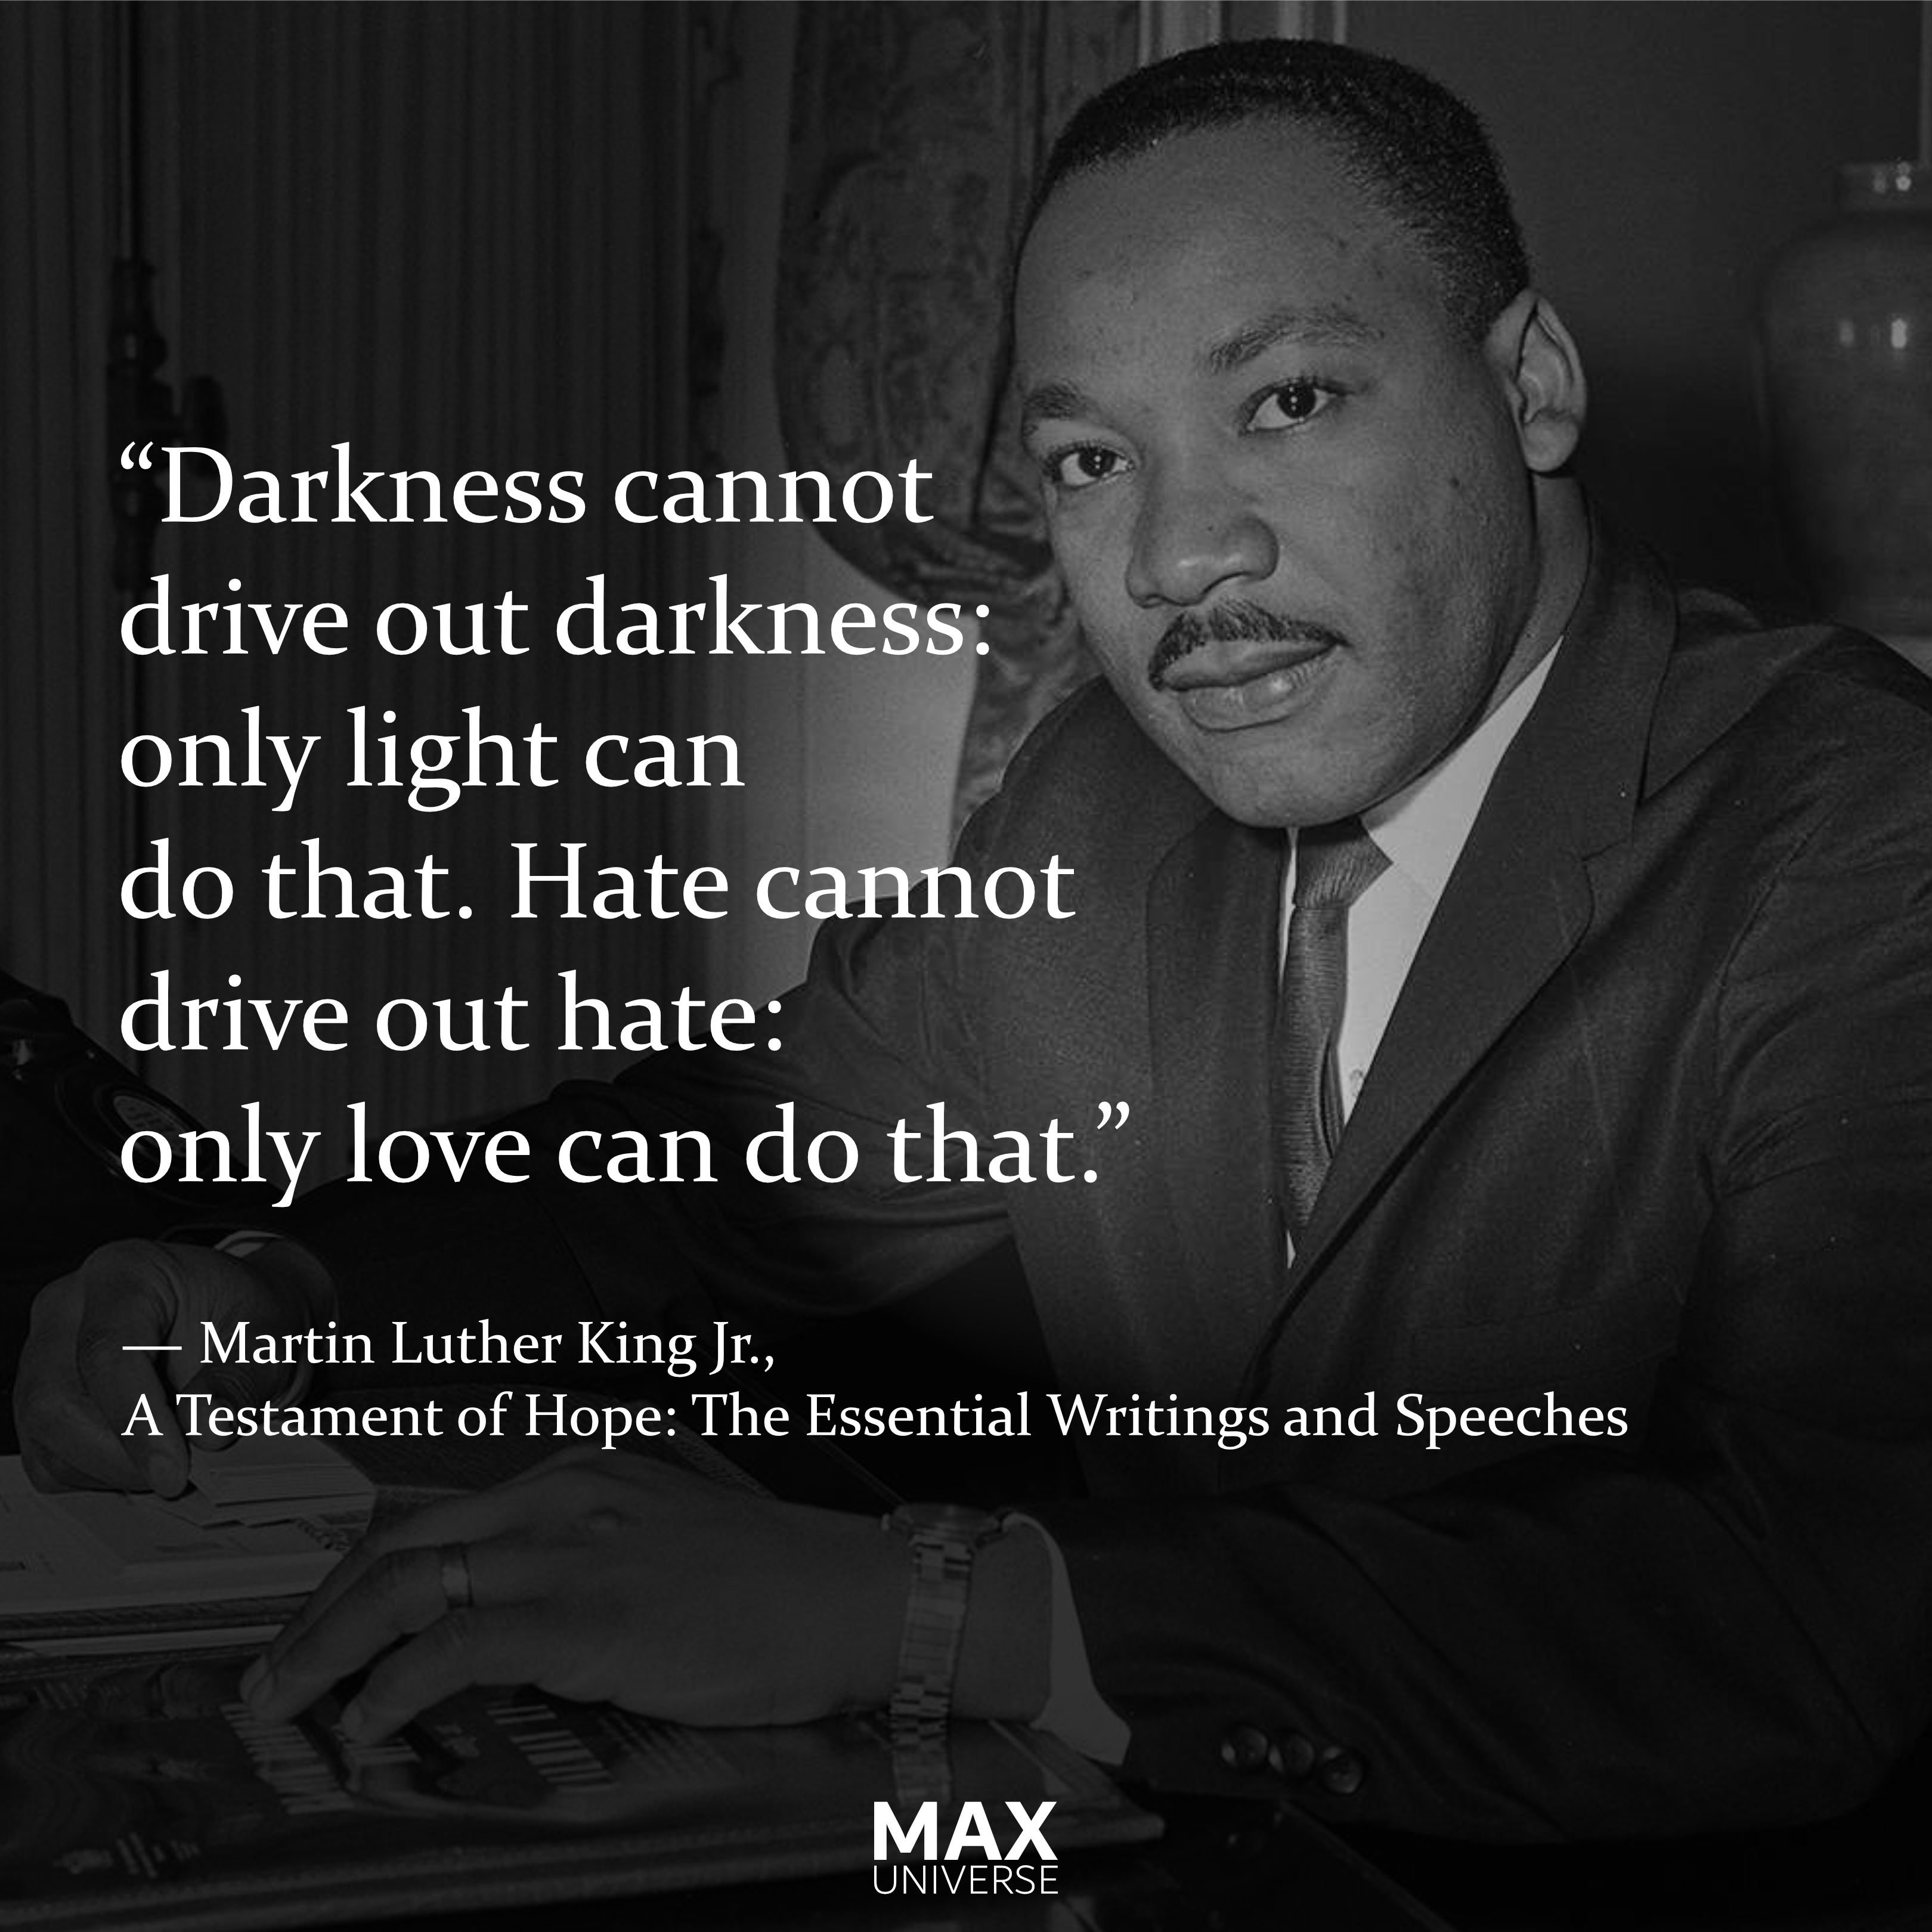 “Darkness cannot
drive out darkness:
only light can
do that. Hate cannot
drive out hate:
only love can do that.”
— Martin Luther King Jr.,
A Testament of Hope: The Essential Writings and Speeches
MAX
UNIVERSE